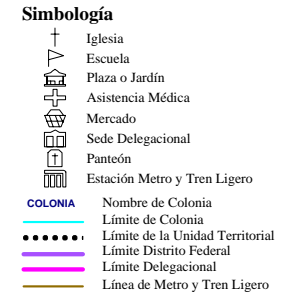 Simbología
Iglesia
Escuela
Plaza o Jardín
Asistencia Médica
Mercado
Sede Delegacional
Panteón
Estación Metro y Tren Ligero
COLONIA Nombre de Colonia
Límite de Colonia
Límite de la Unidad Territorial
Límite Distrito Federal
Límite Delegacional
Línea de Metro y Tren Ligero